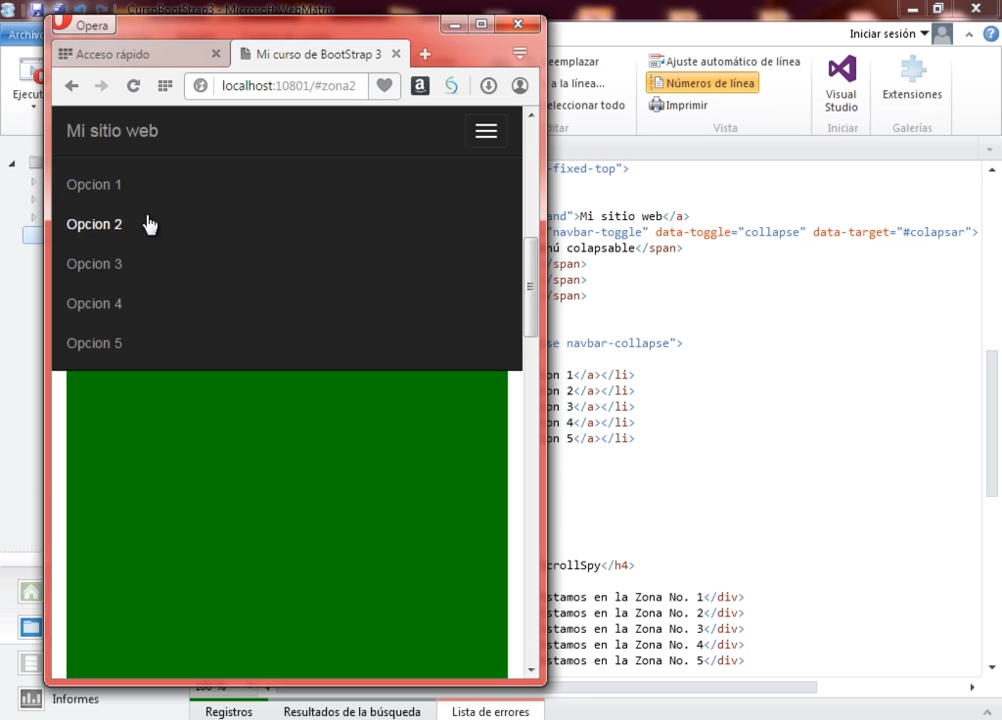 CursoBootStrap3 - Microsoft WebMatrix
Opera
Archivo
Iniciar sesión
Acceso rápido
Mi curso de BootStrap 3
localhost:10801/#zona2
Mi sitio web
Opcion 1
Opcion 2
Opcion 3
Opcion 4
Opcion 5
Ejecut
eemplazar
a la línea...
eleccionar todo
itar
Ajuste automático de línea
Números de línea
Imprimir
Vista
Visual
Studio
Iniciar
Extensiones
Galerías
-fixed-top">
and">Mi sitio web</a>
"navbar-toggle" data-toggle="collapse" data-target="#colapsar">
nú colapsable</span>
/span>
/span>
/span>
se navbar-collapse">
on 1</a></li>
on 2</a></li>
on 3</a></li>
on 4</a></li>
on 5</a></li>
crollSpy</h4>
stamos en la Zona No. 1</div>
stamos en la Zona No. 2</div>
stamos en la Zona No. 3</div>
stamos en la Zona No. 4</div>
stamos en la Zona No. 5</div>
Informes
Registros
Resultados de la búsqueda
Lista de errores